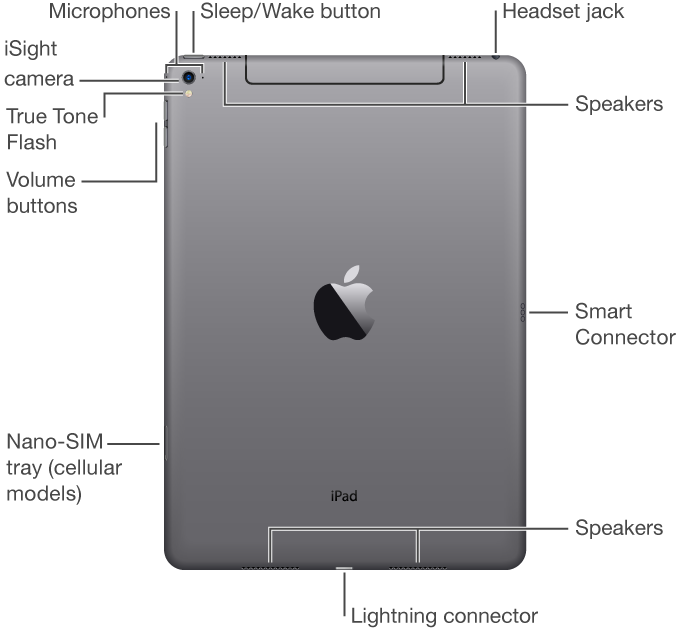 Microphones
Sleep/Wake button
Headset jack
iSight
camera
True Tone
Flash
Volume
buttons
Speakers
Smart
Connector
Nano-SIM
tray (cellular
models)
iPad
Speakers
Lightning connector